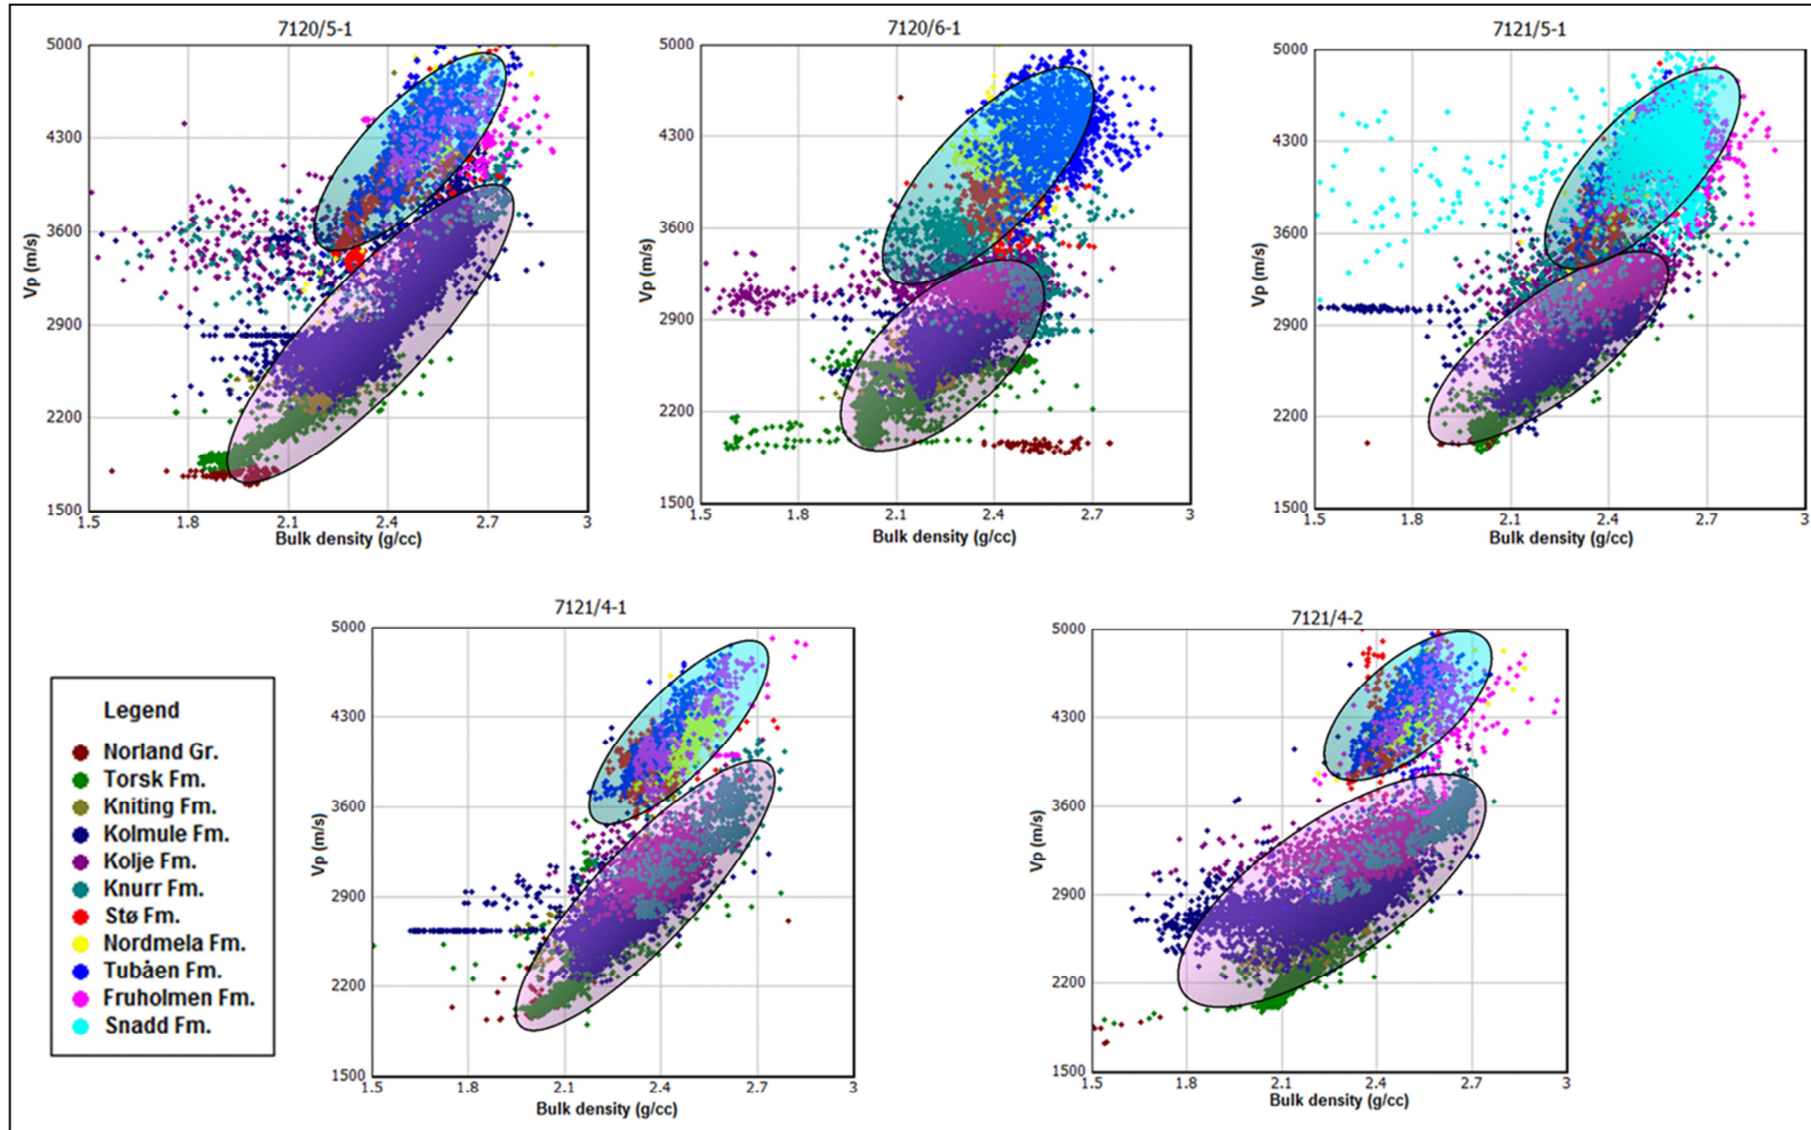 7120/5-1
7120/6-1
7121/5-1
5000
4300
3600
2900
2200
1500
Vp (m/s)
1.5 1.8 2.1 2.4 2.7 3
Bulk density (g/cc)
5000
4300
3600
2900
2200
1500
Vp (m/s)
1.5 1.8 2.1 2.4 2.7 3
Bulk density (g/cc)
5000
4300
3600
2900
2200
1500
Vp (m/s)
1.5 1.8 2.1 2.4 2.7 3
Bulk density (g/cc)
7121/4-1
7121/4-2
5000
4300
3600
2900
2200
1500
Vp (m/s)
1.5 2.1 2.4 2.7 3
Bulk density (g/cc)
5000
4300
3600
2900
2200
1500
Vp (m/s)
1.5 1.8 2.1 2.4 2.7 3
Bulk density (g/cc)
Legend
Norland Gr.
Torsk Fm.
Kniting Fm.
Kolmule Fm.
Kolje Fm.
Knurr Fm.
Stø Fm.
Nordmela Fm.
Tubåen Fm.
Fruholmen Fm.
Snadd Fm.